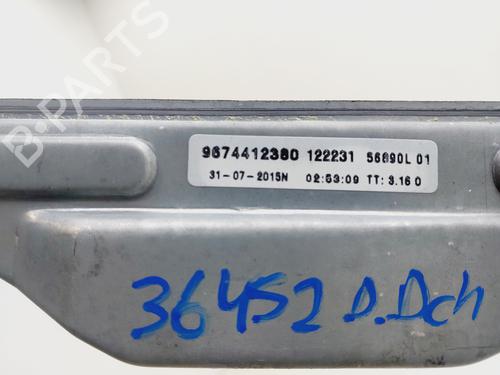 B-PARTS
9674412380 122231 56890L 01
31-07-2015N 02:53:09 TT: 3.16 0
36452 D.Dch